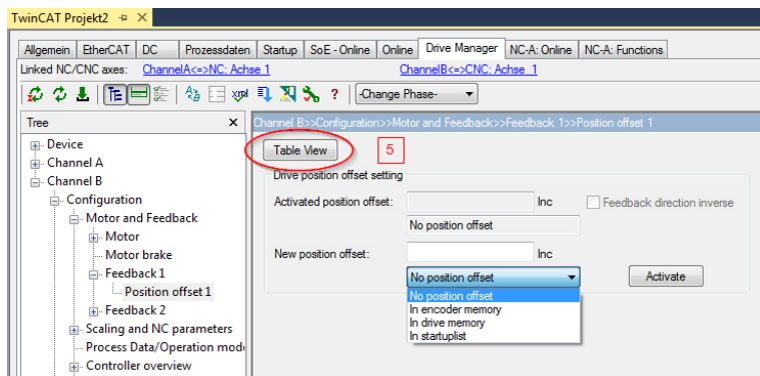 TwinCAT Projekt2
Allgemein EtherCAT DC Prozessdaten Startup SoE - Online Online Drive Manager NC-A: Online NC-A: Functions
Linked NC/CNC axes: ChannelA<=>NC: Achse 1 ChannelB<=>CNC: Achse 1
-Change Phase-
Tree
Channel B>>Configuration>>Motor and Feedback>>Feedback 1>>Position offset 1
Device
Channel A
Channel B
Configuration
Motor and Feedback
Motor
Motor brake
Feedback 1
Position offset 1
Feedback 2
Scaling and NC parameters
Process Data/Operation mod
Controller overview
Table View
5
Drive position offset setting
Activated position offset: Inc Feedback direction inverse
No position offset
New position offset: Inc
No position offset Activate
No position offset
In encoder memory
In drive memory
In startuplist